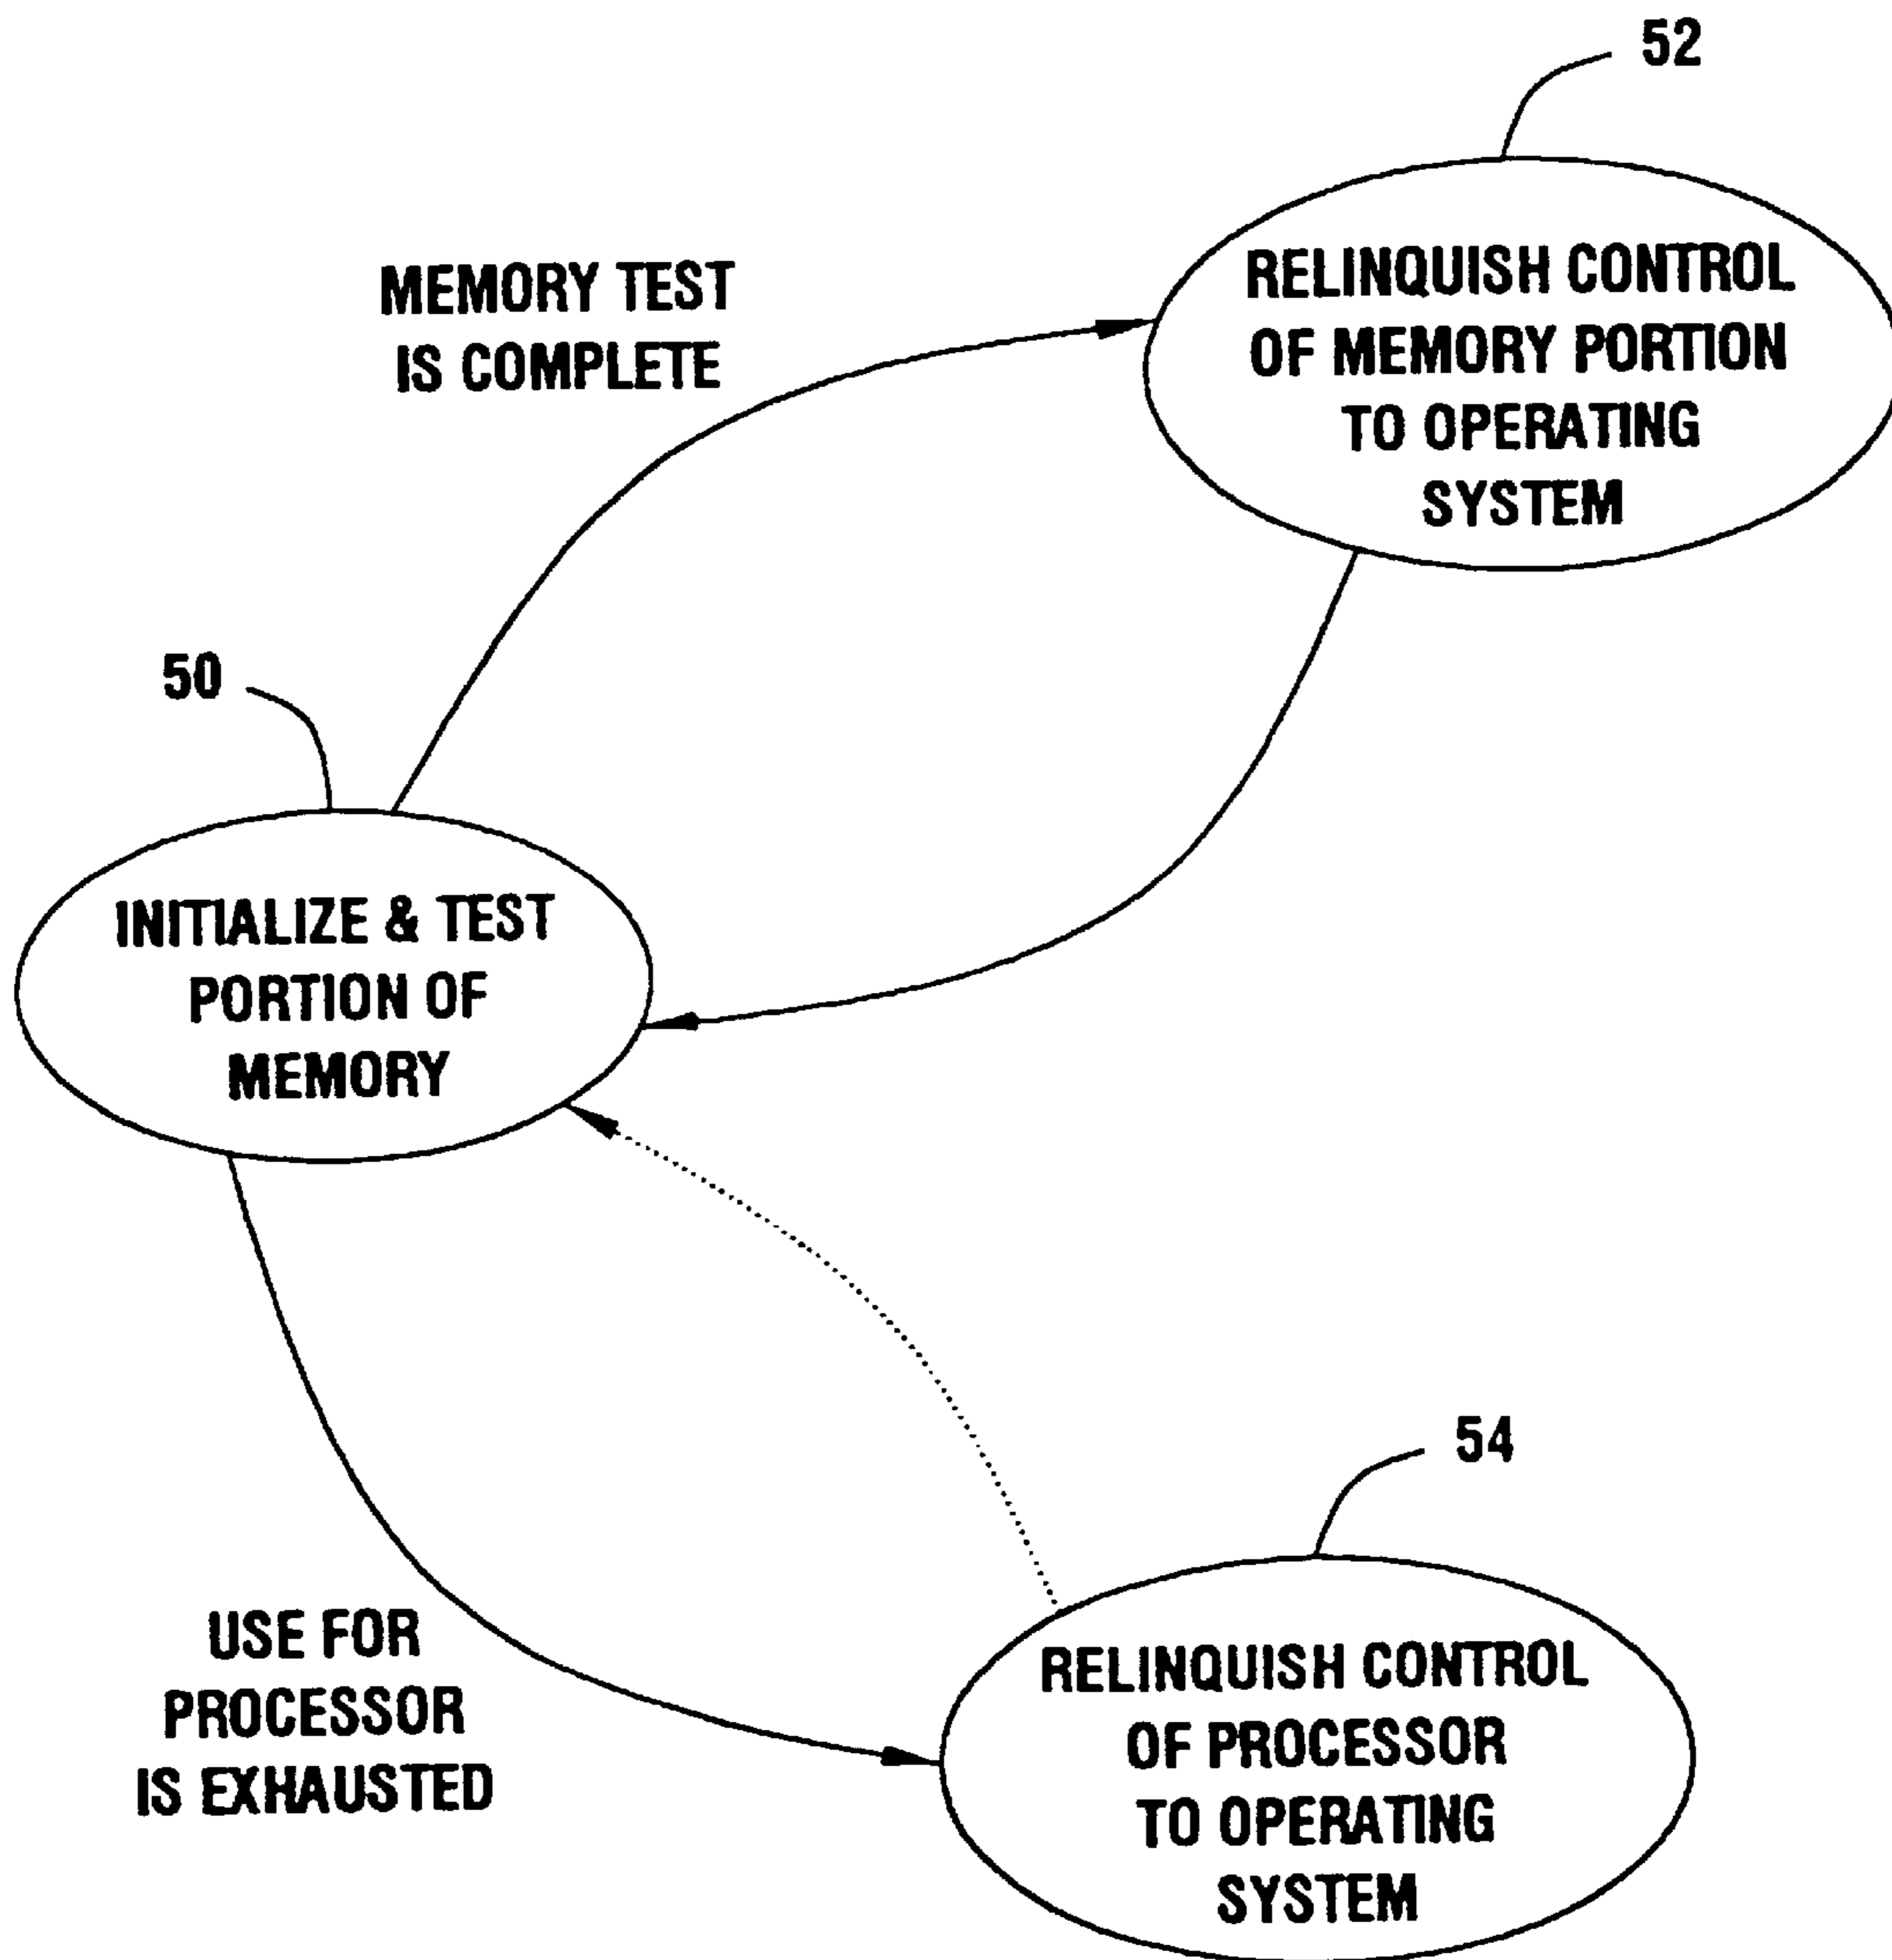 52
RELINQUISH CONTROL
OF MEMORY PORTION
TO OPERATING
SYSTEM
MEMORY TEST
IS COMPLETE
50
INITIALIZE & TEST
PORTION OF
MEMORY
54
RELINQUISH CONTROL
OF PROCESSOR
TO OPERATING
SYSTEM
USE FOR
PROCESSOR
IS EXHAUSTED